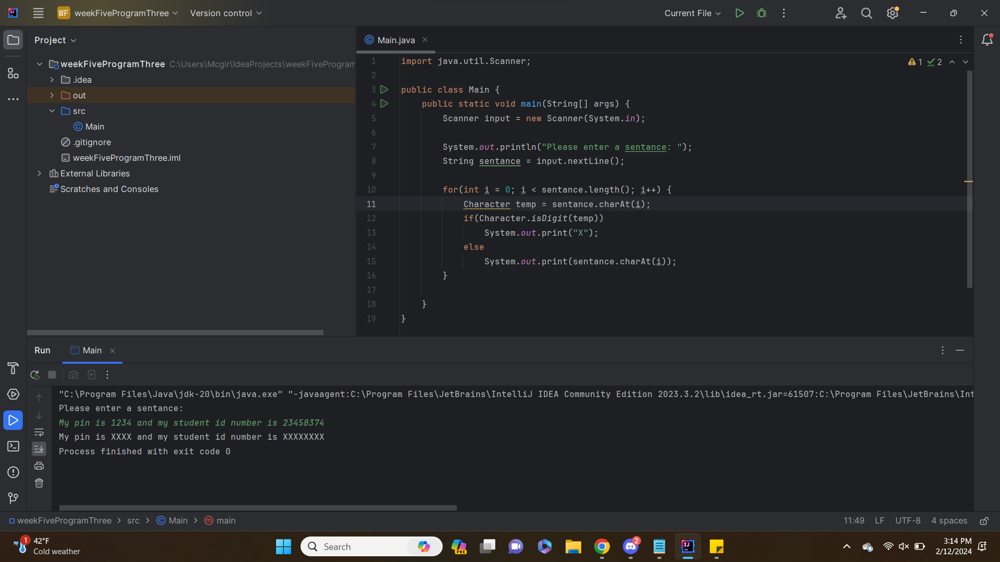 WF weekFiveProgramThree Version control Current File
Project
Main.java
weekFiveProgramThree C:\Users\Mcgir\IdeaProjects\weekFiveProgram
.idea
out
src
Main
.gitignore
weekFiveProgramThree.iml
External Libraries
Scratches and Consoles
1 import java.util.Scanner;
2
3 public class Main {
4     public static void main(String[] args) {
5         Scanner input = new Scanner(System.in);
6
7         System.out.println("Please enter a sentance: ");
8         String sentance = input.nextLine();
9
10         for(int i = 0; i < sentance.length(); i++) {
11             Character temp = sentance.charAt(i);
12             if(Character.isDigit(temp))
13                 System.out.print("X");
14             else
15                 System.out.print(sentance.charAt(i));
16         }
17
18     }
19 }
1 2
Run Main
"C:\Program Files\Java\jdk-20\bin\java.exe" "-javaagent:C:\Program Files\JetBrains\IntelliJ IDEA Community Edition 2023.3.2\lib\idea_rt.jar=61507:C:\Program Files\JetBrains\Int
Please enter a sentance:
My pin is 1234 and my student id number is 23458374
My pin is XXXX and my student id number is XXXXXXXX
Process finished with exit code 0
weekFiveProgramThree > src > Main > main 11:49 LF UTF-8 4 spaces
1 42°F
Cold weather
Search
PRE
2
IJ
3:14 PM
2/12/2024